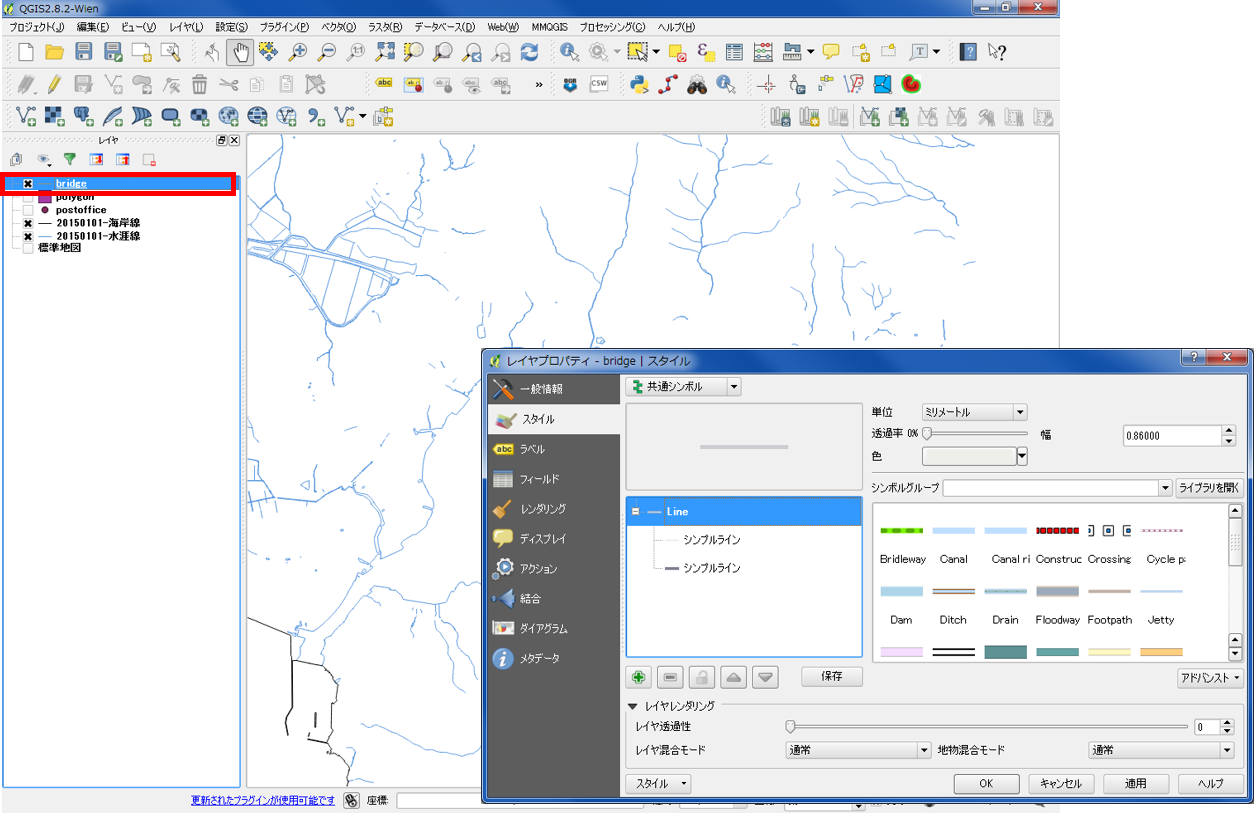 QGIS2.8.2-Wien
プロジェクト(J) 編集(E) ビュー(V) レイヤ(L) 設定(S) プラグイン(P) ベクタ(O) ラスタ(R) データベース(D) Web(W) MMQGIS プロセッシング(C) ヘルプ(H)
レイヤ
bridge
polygon
postoffice
20150101-海岸線
20150101-水涯線
標準地図
レイヤプロパティ - bridge | スタイル
一般情報
スタイル
ラベル
フィールド
レンダリング
ディスプレイ
アクション
結合
ダイアグラム
メタデータ
共通シンボル
単位 ミリメートル
透過率 0% 幅 0.86000
色
シンボルグループ ライブラリを開く
Line
シンプルライン
シンプルライン
Bridleway Canal Canal ri Construc Crossing Cycle p
Dam Ditch Drain Floodway Footpath Jetty
保存
アドバンスト
レイヤレンダリング
レイヤ透過性 0
レイヤ混合モード 通常 地物混合モード 通常
スタイル OK キャンセル 適用 ヘルプ
更新されたプラグインが使用可能です 座標: